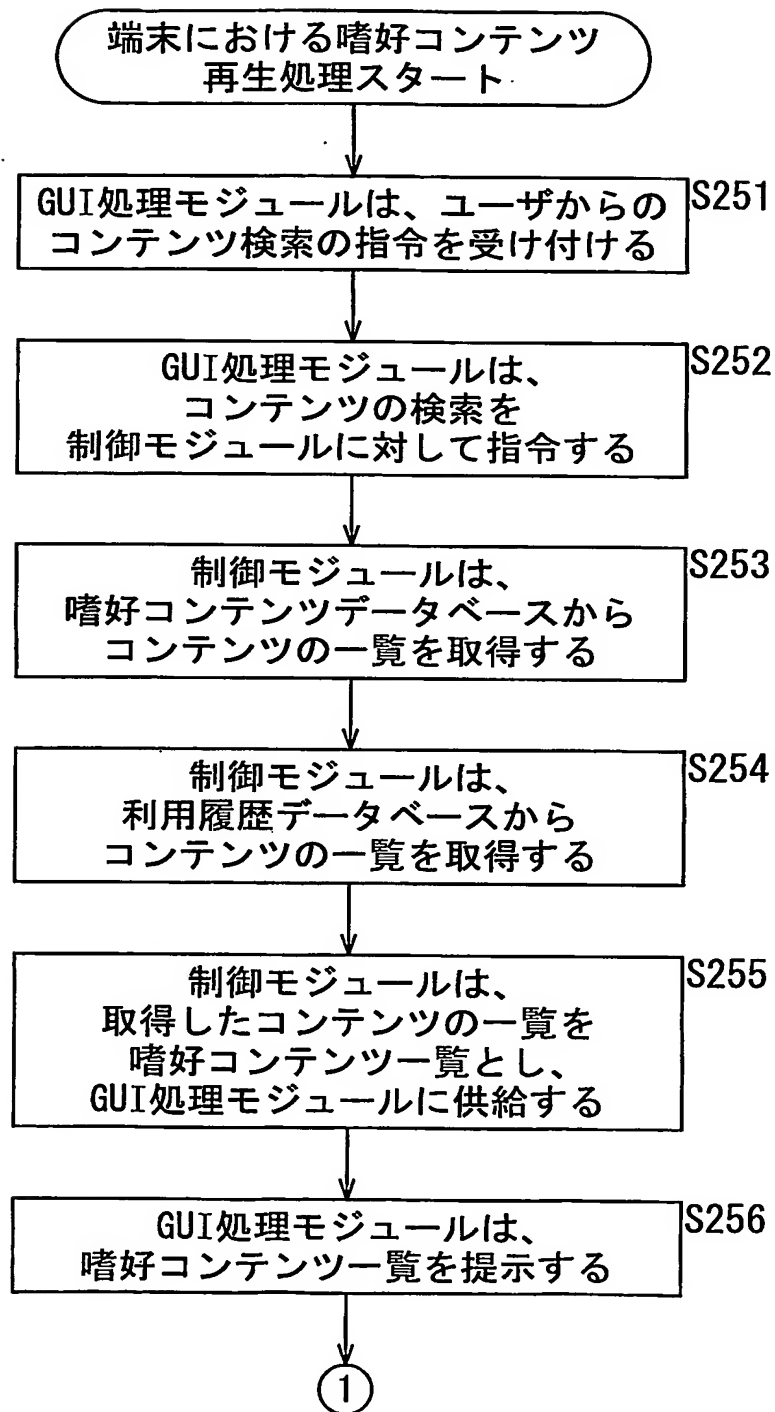 端末における嗜好コンテンツ
再生処理スタート
S251
GUI処理モジュールは、ユーザからの
コンテンツ検索の指令を受け付ける
S252
GUI処理モジュールは、
コンテンツの検索を
制御モジュールに対して指令する
S253
制御モジュールは、
嗜好コンテンツデータベースから
コンテンツの一覧を取得する
S254
制御モジュールは、
利用履歴データベースから
コンテンツの一覧を取得する
S255
制御モジュールは、
取得したコンテンツの一覧を
嗜好コンテンツ一覧とし、
GUI処理モジュールに供給する
S256
GUI処理モジュールは、
嗜好コンテンツ一覧を提示する
1